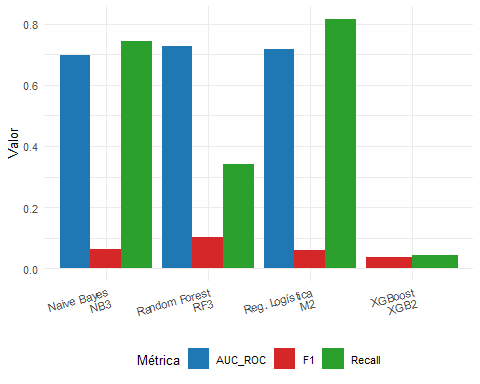 0.8
0.6
0.4
0.2
0.0
Valor
Naive Bayes
NB3
Random Forest
RF3
Reg. Logística
M2
XGBoost
XGB2
Métrica AUC_ROC F1 Recall